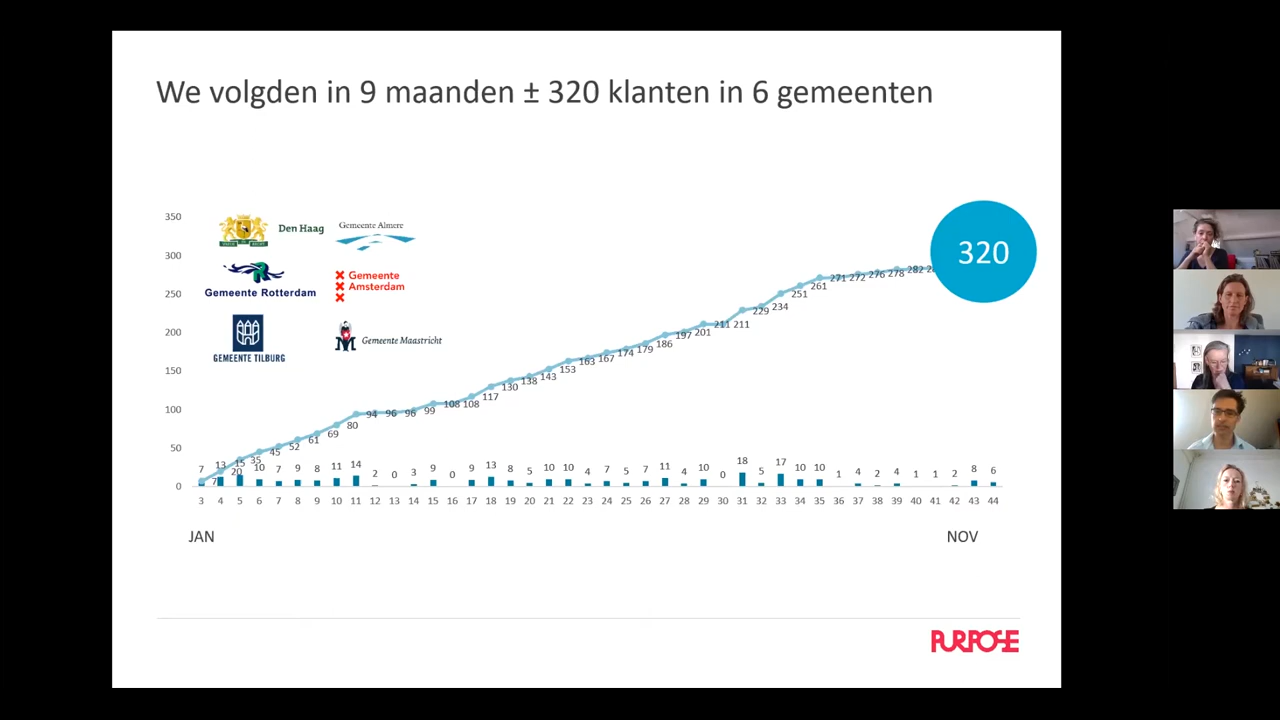 We volgden in 9 maanden ± 320 klanten in 6 gemeenten
350
300
250
200
150
100
50
0
Den Haag
Gemeente Almere
Gemeente Rotterdam
Gemeente
Amsterdam
GEMEENTE TILBURG
Gemeente Maastricht
320
7 20 35 45 52 61 69 80 94 96 96 99 108 108 117 130 138 143 153 163 167 174 179 186 197 201 211 211 229 234 251 261 271 272 276 278 282
7 13 15 10 7 9 8 11 14 2 0 3 9 0 9 13 8 5 10 10 4 7 5 7 11 4 10 0 18 5 17 10 10 1 4 2 4 1 1 2 8 6
3 4 5 6 7 8 9 10 11 12 13 14 15 16 17 18 19 20 21 22 23 24 25 26 27 28 29 30 31 32 33 34 35 36 37 38 39 40 41 42 43 44
JAN
NOV
PURPOSE